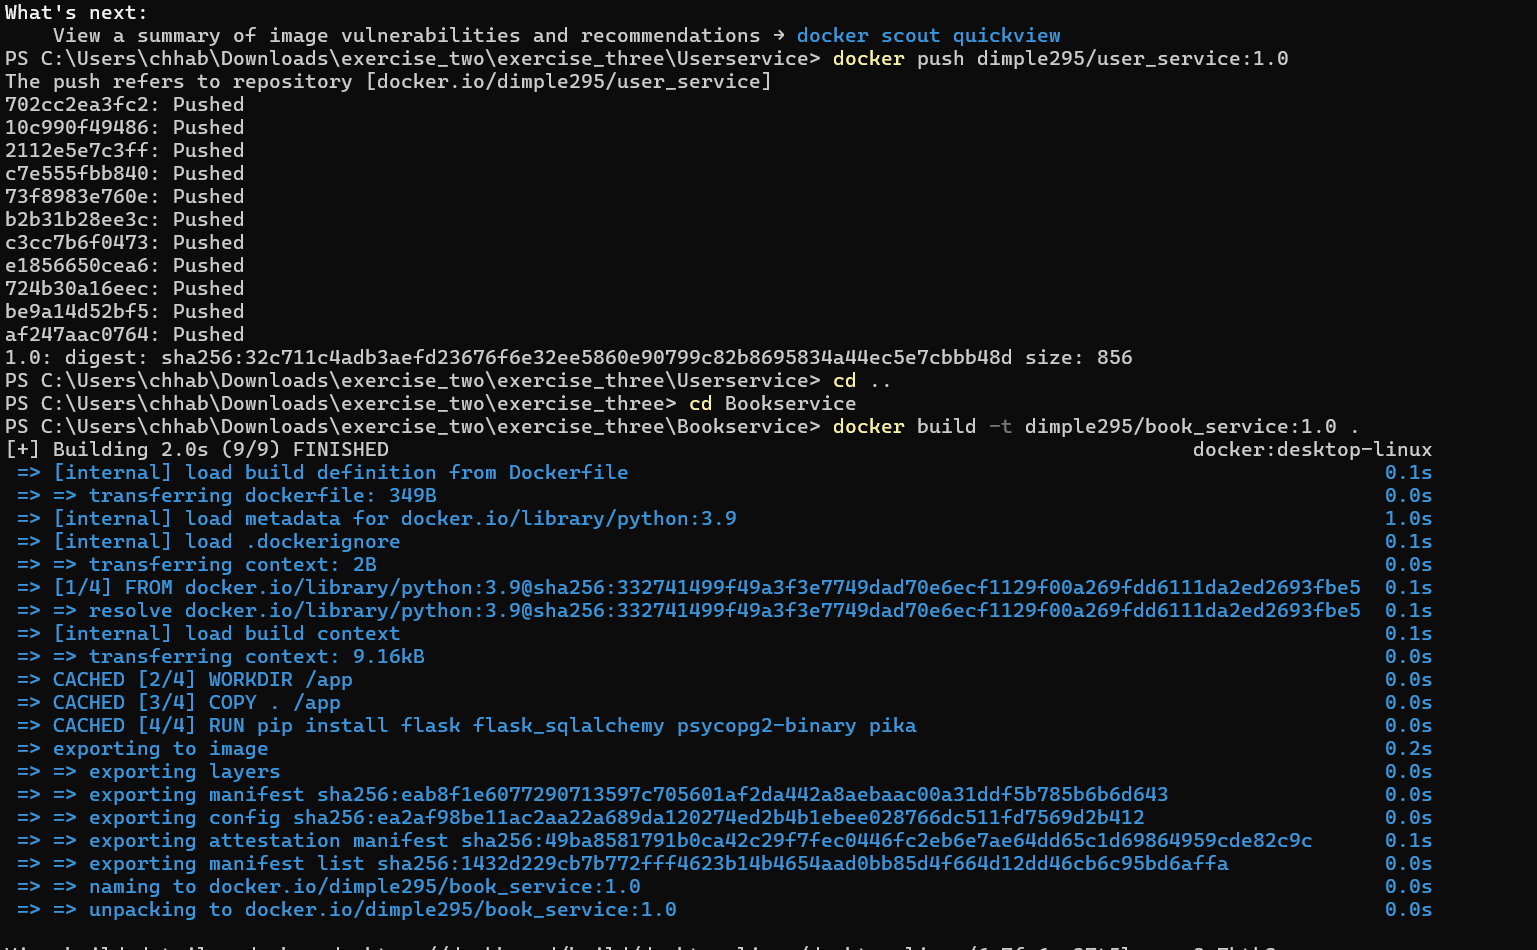 What's next:
View a summary of image vulnerabilities and recommendations → docker scout quickview
PS C:\Users\chhab\Downloads\exercise_two\exercise_three\Userservice> docker push dimple295/user_service:1.0
The push refers to repository [docker.io/dimple295/user_service]
702cc2ea3fc2: Pushed
10c990f49486: Pushed
2112e5e7c3ff: Pushed
c7e555fbb840: Pushed
73f8983e760e: Pushed
b2b31b28ee3c: Pushed
c3cc7b6f0473: Pushed
e1856650cea6: Pushed
724b30a16eec: Pushed
be9a14d52bf5: Pushed
af247aac0764: Pushed
1.0: digest: sha256:32c711c4adb3aefd23676f6e32ee5860e90799c82b8695834a44ec5e7cbbb48d size: 856
PS C:\Users\chhab\Downloads\exercise_two\exercise_three\Userservice> cd ..
PS C:\Users\chhab\Downloads\exercise_two\exercise_three> cd Bookservice
PS C:\Users\chhab\Downloads\exercise_two\exercise_three\Bookservice> docker build -t dimple295/book_service:1.0 .
[+] Building 2.0s (9/9) FINISHED docker:desktop-linux
=> [internal] load build definition from Dockerfile 0.1s
=> => transferring dockerfile: 349B 0.0s
=> [internal] load metadata for docker.io/library/python:3.9 1.0s
=> [internal] load .dockerignore 0.1s
=> => transferring context: 2B 0.0s
=> [1/4] FROM docker.io/library/python:3.9@sha256:332741499f49a3f3e7749dad70e6ecf1129f00a269fdd6111da2ed2693fbe5 0.1s
=> => resolve docker.io/library/python:3.9@sha256:332741499f49a3f3e7749dad70e6ecf1129f00a269fdd6111da2ed2693fbe5 0.1s
=> [internal] load build context 0.1s
=> => transferring context: 9.16kB 0.0s
=> CACHED [2/4] WORKDIR /app 0.0s
=> CACHED [3/4] COPY . /app 0.0s
=> CACHED [4/4] RUN pip install flask flask_sqlalchemy psycopg2-binary pika 0.0s
=> exporting to image 0.2s
=> => exporting layers 0.0s
=> => exporting manifest sha256:eab8f1e6077290713597c705601af2da442a8aebaac00a31ddf5b785b6b6d643 0.0s
=> => exporting config sha256:ea2af98be11ac2aa22a689da120274ed2b4b1ebee028766dc511fd7569d2b412 0.0s
=> => exporting attestation manifest sha256:49ba8581791b0ca42c29f7fec0446fc2eb6e7ae64dd65c1d69864959cde82c9c 0.1s
=> => exporting manifest list sha256:1432d229cb7b772fff4623b14b4654aad0bb85d4f664d12dd46cb6c95bd6affa 0.0s
=> => naming to docker.io/dimple295/book_service:1.0 0.0s
=> => unpacking to docker.io/dimple295/book_service:1.0 0.0s